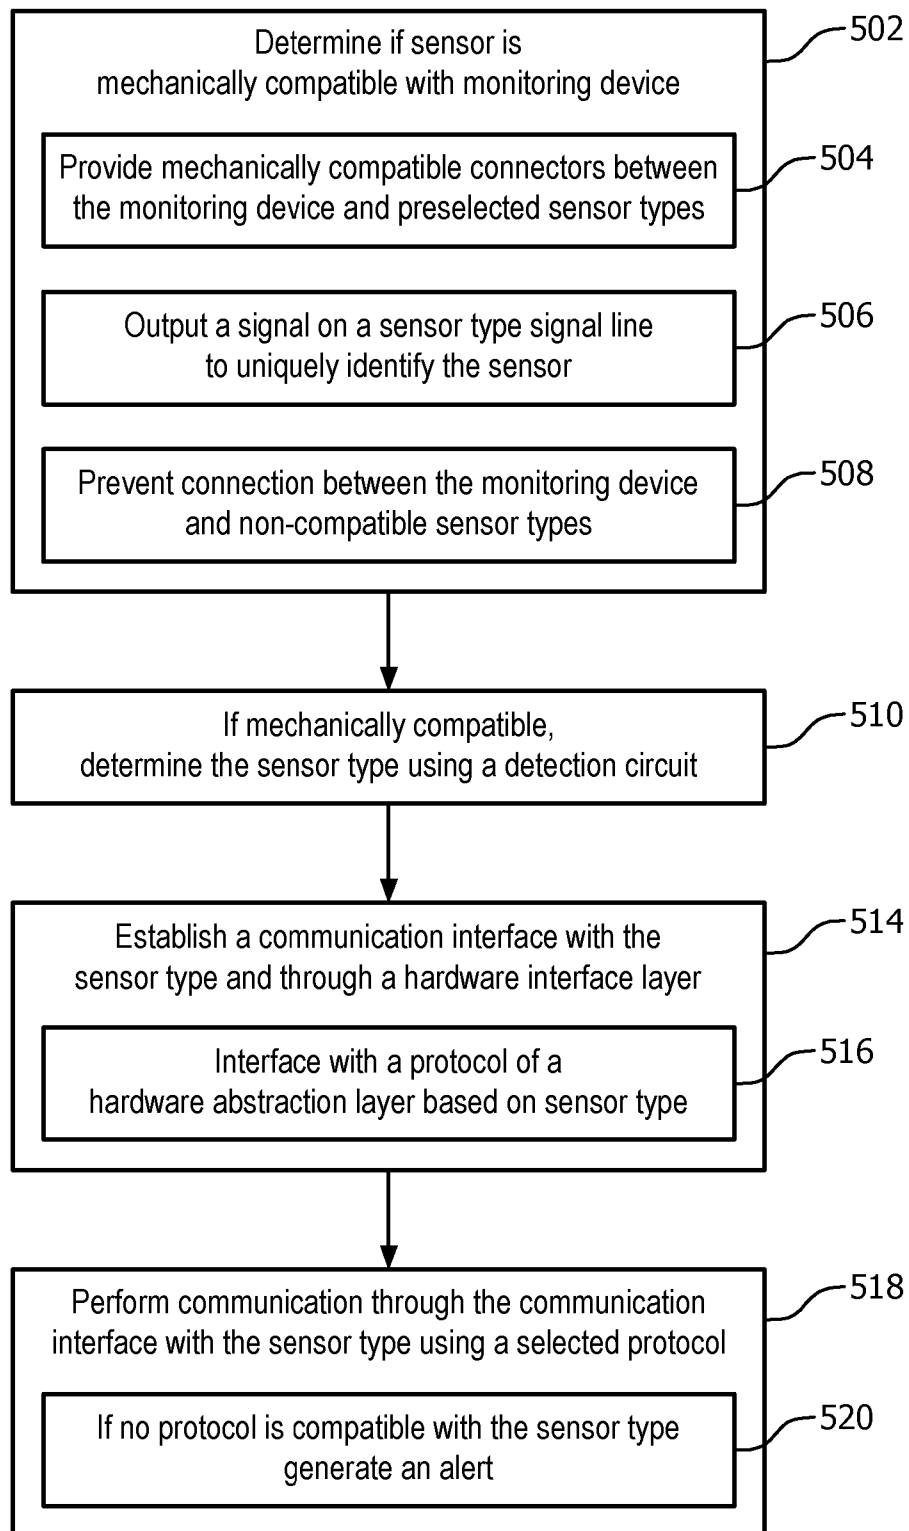 Determine if sensor is
mechanically compatible with monitoring device
502
Provide mechanically compatible connectors between
the monitoring device and preselected sensor types
504
Output a signal on a sensor type signal line
to uniquely identify the sensor
506
Prevent connection between the monitoring device
and non-compatible sensor types
508
If mechanically compatible,
determine the sensor type using a detection circuit
510
Establish a communication interface with the
sensor type and through a hardware interface layer
514
Interface with a protocol of a
hardware abstraction layer based on sensor type
516
Perform communication through the communication
interface with the sensor type using a selected protocol
518
If no protocol is compatible with the sensor type
generate an alert
520